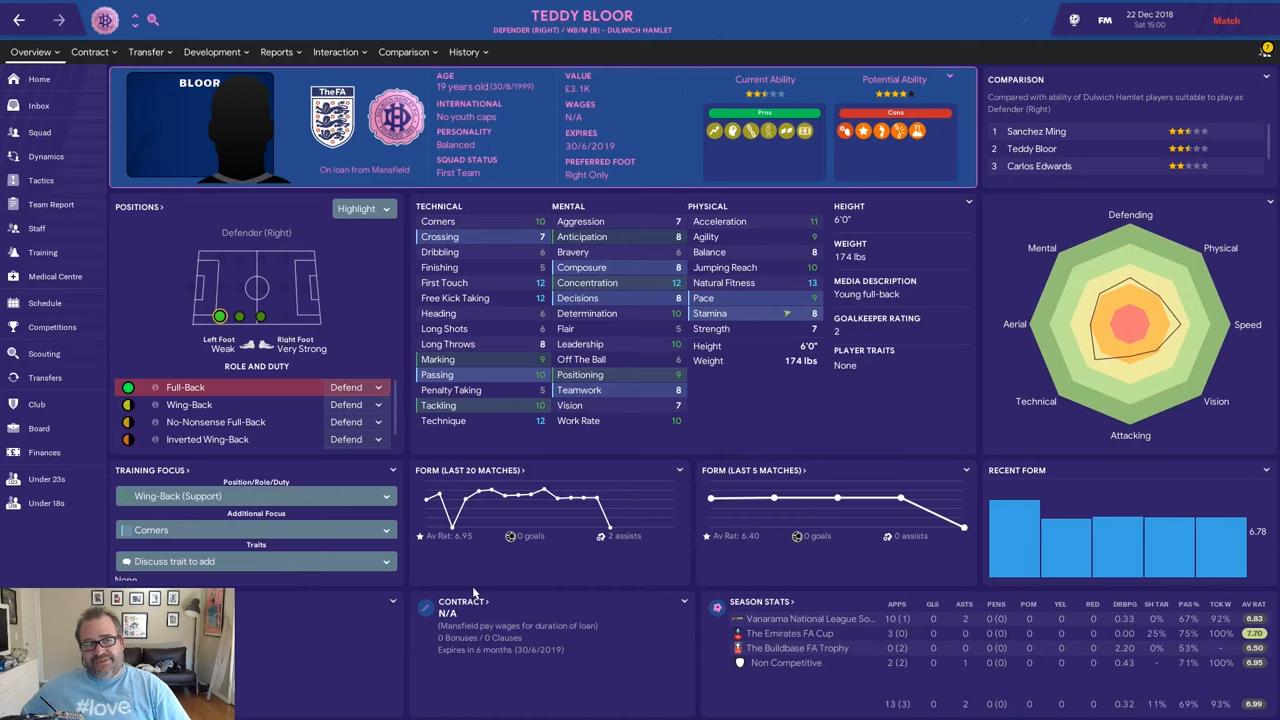 TEDDY BLOOR
DEFENDER (RIGHT) / WB/M (R) - DULWICH HAMLET
FM
22 Dec 2018
Sat 15:00
Match
7
Overview
Contract
Transfer
Development
Reports
Interaction
Comparison
History
Home
Inbox
Squad
Dynamics
Tactics
Team Report
Staff
Training
Medical Centre
Schedule
Competitions
Scouting
Transfers
Club
Board
Finances
Under 23s
Under 18s
BLOOR
TheFA
On loan from Mansfield
AGE
19 years old (30/8/1999)
INTERNATIONAL
No youth caps
PERSONALITY
Balanced
SQUAD STATUS
First Team
VALUE
£3.1K
WAGES
N/A
EXPIRES
30/6/2019
PREFERRED FOOT
Right Only
Current Ability
Pros
Potential Ability
Cons
COMPARISON
Compared with ability of Dulwich Hamlet players suitable to play as
Defender (Right)
1 Sanchez Ming
2 Teddy Bloor
3 Carlos Edwards
POSITIONS
Highlight
Defender (Right)
Left Foot
Weak
Right Foot
Very Strong
ROLE AND DUTY
Full-Back Defend
Wing-Back Defend
No-Nonsense Full-Back Defend
Inverted Wing-Back Defend
TECHNICAL
Corners 10
Crossing 7
Dribbling 6
Finishing 5
First Touch 12
Free Kick Taking 12
Heading 6
Long Shots 6
Long Throws 8
Marking 9
Passing 10
Penalty Taking 5
Tackling 10
Technique 12
MENTAL
Aggression 7
Anticipation 8
Bravery 6
Composure 8
Concentration 12
Decisions 8
Determination 10
Flair 5
Leadership 10
Off The Ball 6
Positioning 9
Teamwork 8
Vision 7
Work Rate 10
PHYSICAL
Acceleration 11
Agility 9
Balance 8
Jumping Reach 10
Natural Fitness 13
Pace 9
Stamina 8
Strength 7
Height 6'0"
Weight 174 lbs
HEIGHT
6'0"
WEIGHT
174 lbs
MEDIA DESCRIPTION
Young full-back
GOALKEEPER RATING
2
PLAYER TRAITS
None
Defending
Physical
Speed
Vision
Attacking
Technical
Aerial
Mental
TRAINING FOCUS
Position/Role/Duty
Wing-Back (Support)
Additional Focus
Corners
Traits
Discuss trait to add
None
FORM (LAST 20 MATCHES)
Av Rat: 6.95
0 goals
2 assists
FORM (LAST 5 MATCHES)
Av Rat: 6.40
0 goals
0 assists
RECENT FORM
6.78
CONTRACT
N/A
(Mansfield pay wages for duration of loan)
0 Bonuses / 0 Clauses
Expires in 6 months (30/6/2019)
SEASON STATS APPS GLS ASTS PENS POM YEL RED DRBPG SH TAR PAS % TCK W AV RAT
Vanarama National League So... 10 (1) 0 2 0 (0) 0 0 0 0.33 0% 67% 92% 6.83
The Emirates FA Cup 3 (0) 0 0 0 (0) 0 0 0 0.00 25% 75% 100% 7.70
The Buildbase FA Trophy 0 (2) 0 0 0 (0) 0 0 0 2.20 0% 53% - 6.50
Non Competitive 2 (2) 0 1 0 (0) 0 0 0 0.43 - 71% 100% 6.95
13 (3) 0 2 0 (0) 0 0 0 0.32 11% 69% 93% 6.99
#love